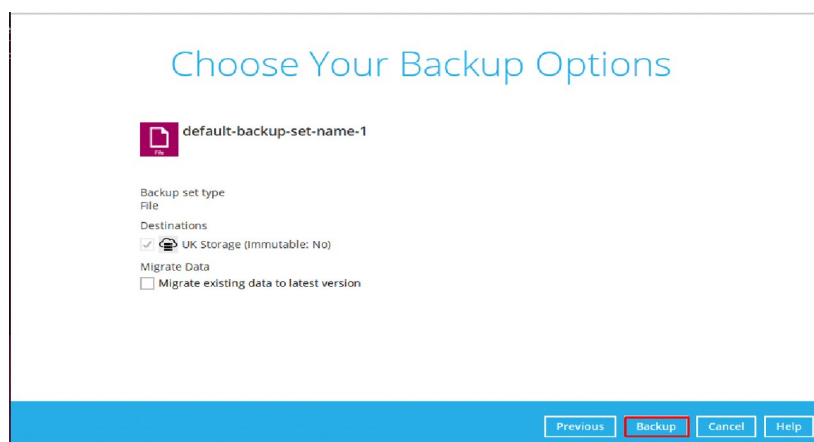 Choose Your Backup Options
default-backup-set-name-1
File
Backup set type
File
Destinations
UK Storage (Immutable: No)
Migrate Data
Migrate existing data to latest version
Previous Backup Cancel Help